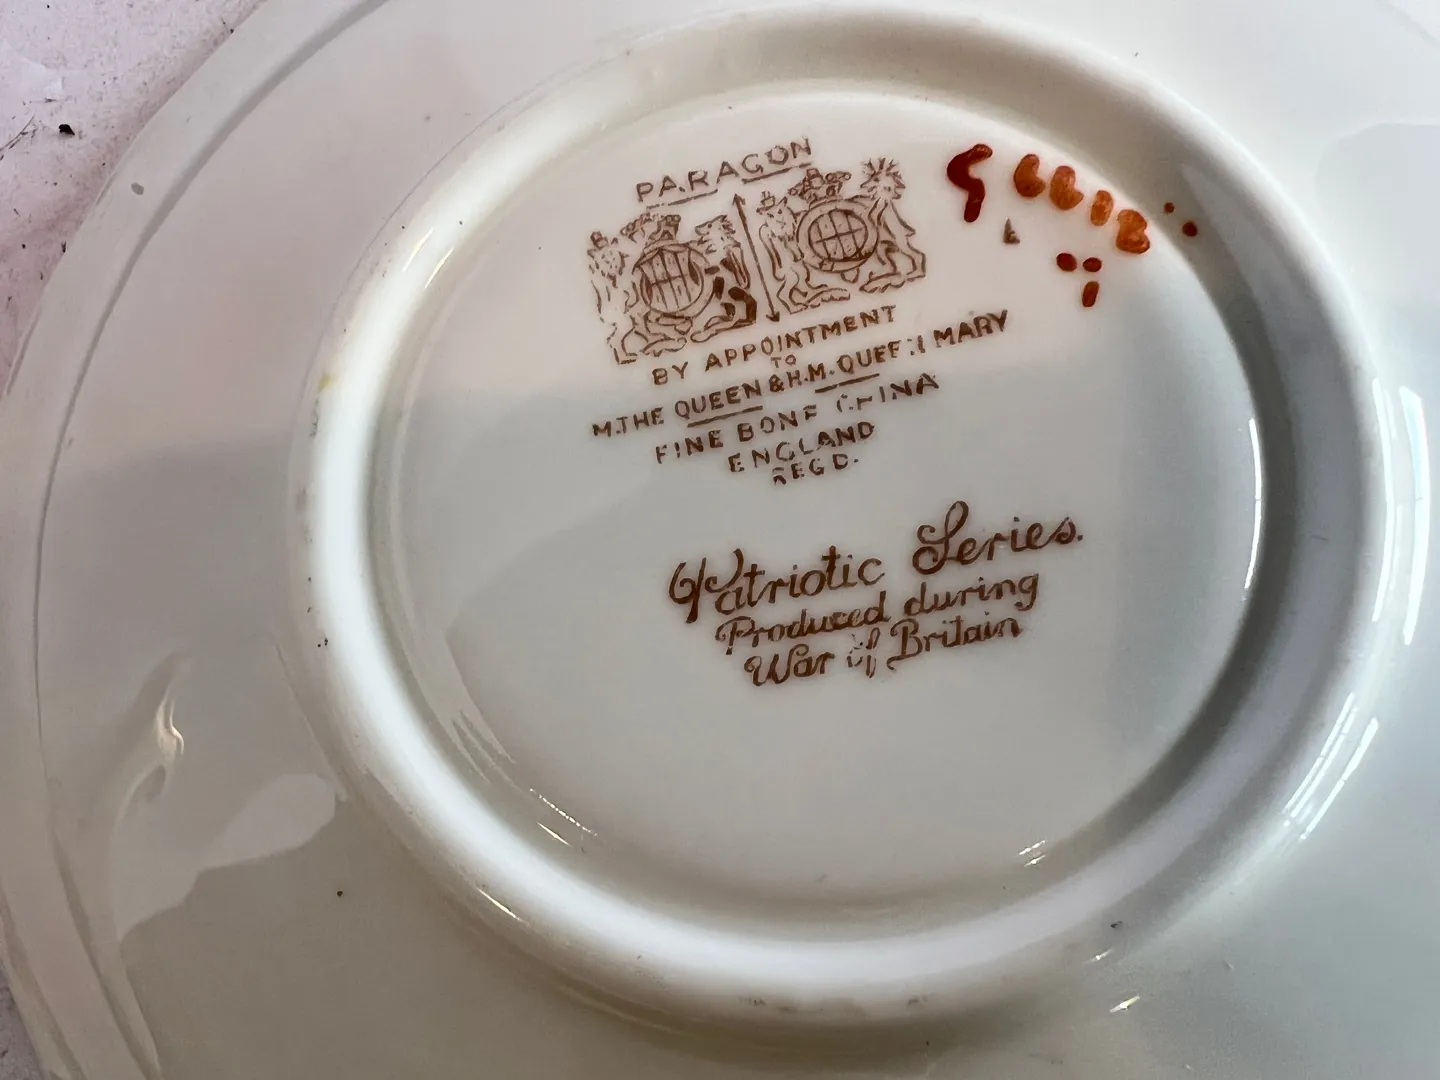 PARAGON
BY APPOINTMENT
TO
M. THE QUEEN & H.M. QUEEN MARY
FINE BONE CHINA
ENGLAND
REGD.
Patriotic Series.
Produced during
War of Britain